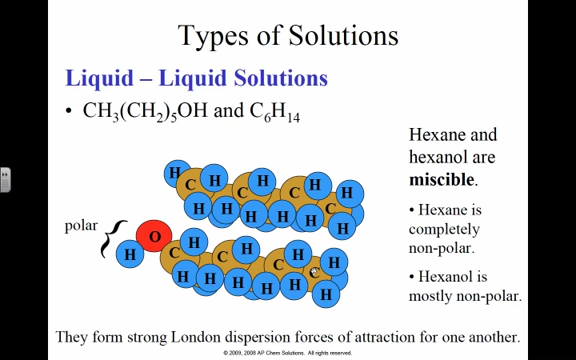 Types of Solutions
Liquid – Liquid Solutions
• CH₃(CH₂)₅OH and C₆H₁₄
Hexane and
hexanol are
miscible.
• Hexane is
completely
non-polar.
• Hexanol is
mostly non-polar.
H C H C H C H C H
H H H H H H
polar
O
H C H C H C H C H
H H H H H H
They form strong London dispersion forces of attraction for one another.
© 2009, 2008 AP Chem Solutions. All rights reserved.